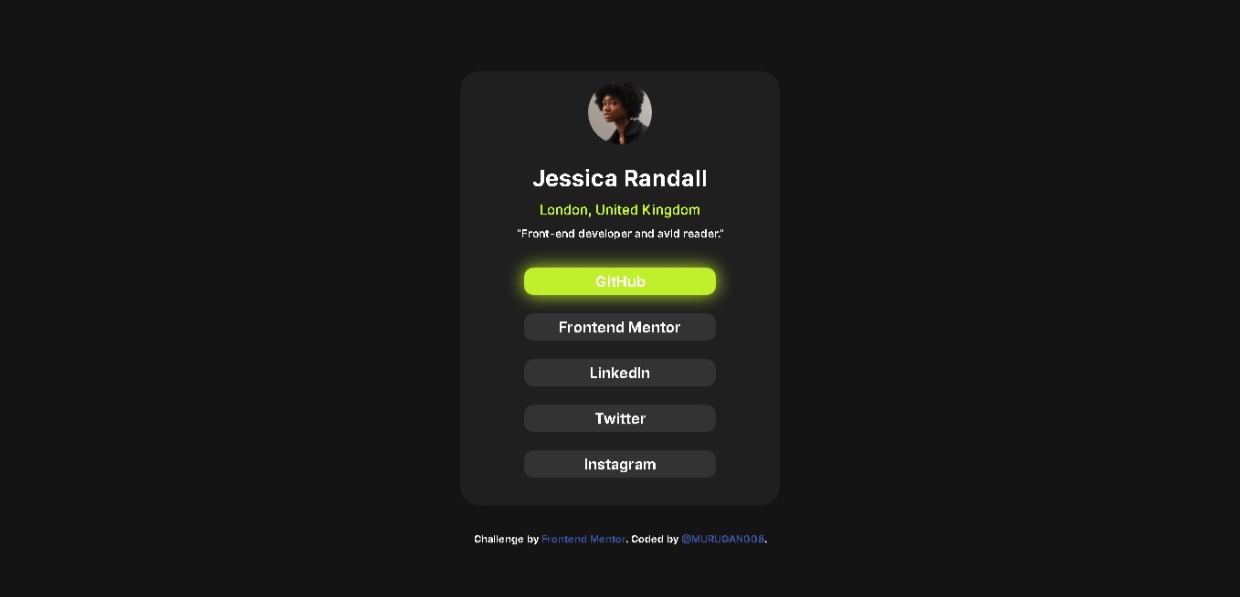 Jessica Randall
London, United Kingdom
"Front-end developer and avid reader."
GitHub
Frontend Mentor
LinkedIn
Twitter
Instagram
Challenge by Frontend Mentor. Coded by @MURUGAN008.